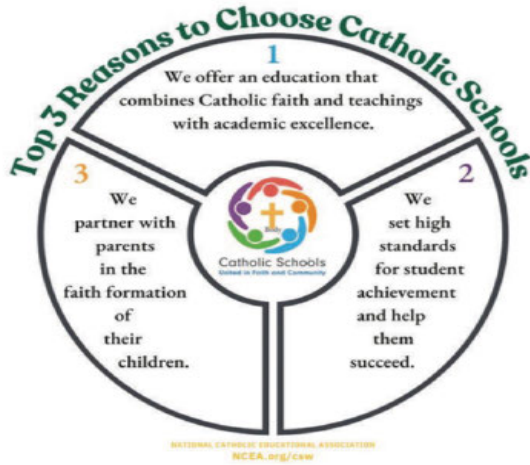 Top 3 Reasons to Choose Catholic Schools
1
We offer an education that
combines Catholic faith and teachings
with academic excellence.
2
We
set high
standards
for student
achievement
and help
them
succeed.
3
We
partner with
parents
in the
faith formation
of
their
children.
Catholic Schools
United in Faith and Community
NATIONAL CATHOLIC EDUCATIONAL ASSOCIATION
NCEA.org/csw